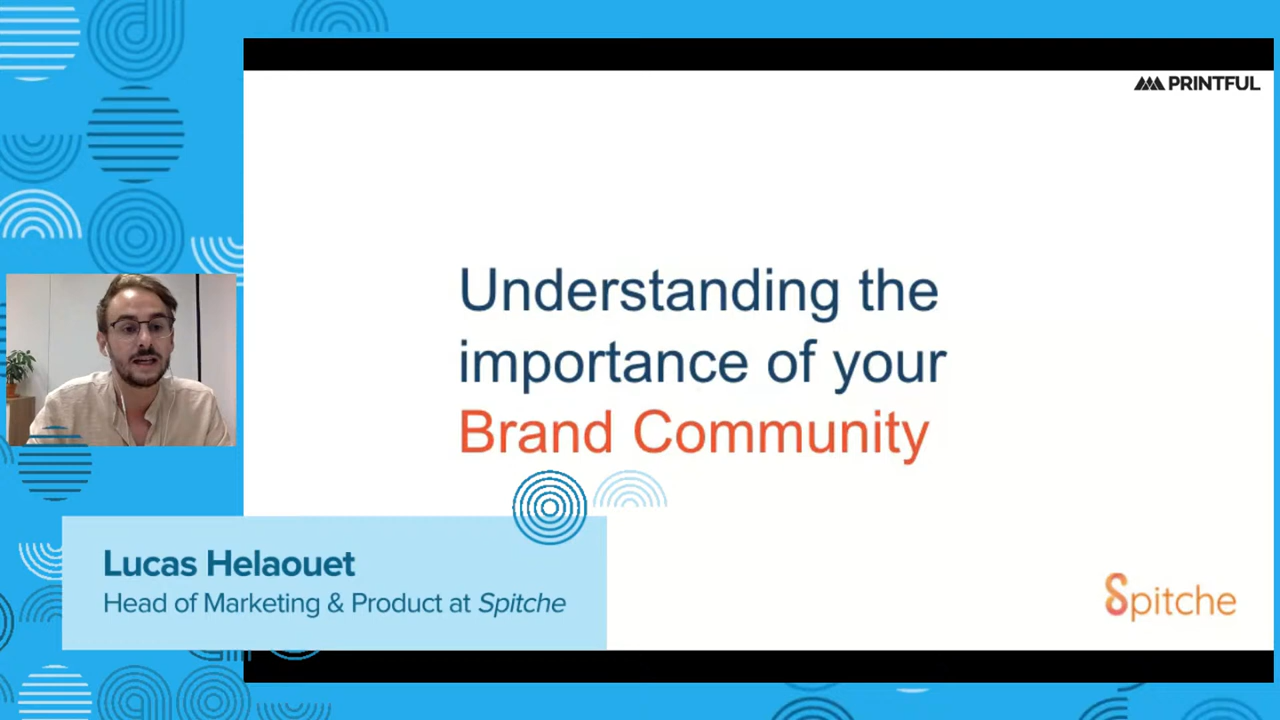 PRINTFUL
Understanding the
importance of your
Brand Community
Lucas Helaouet
Head of Marketing & Product at Spitche
Spitche